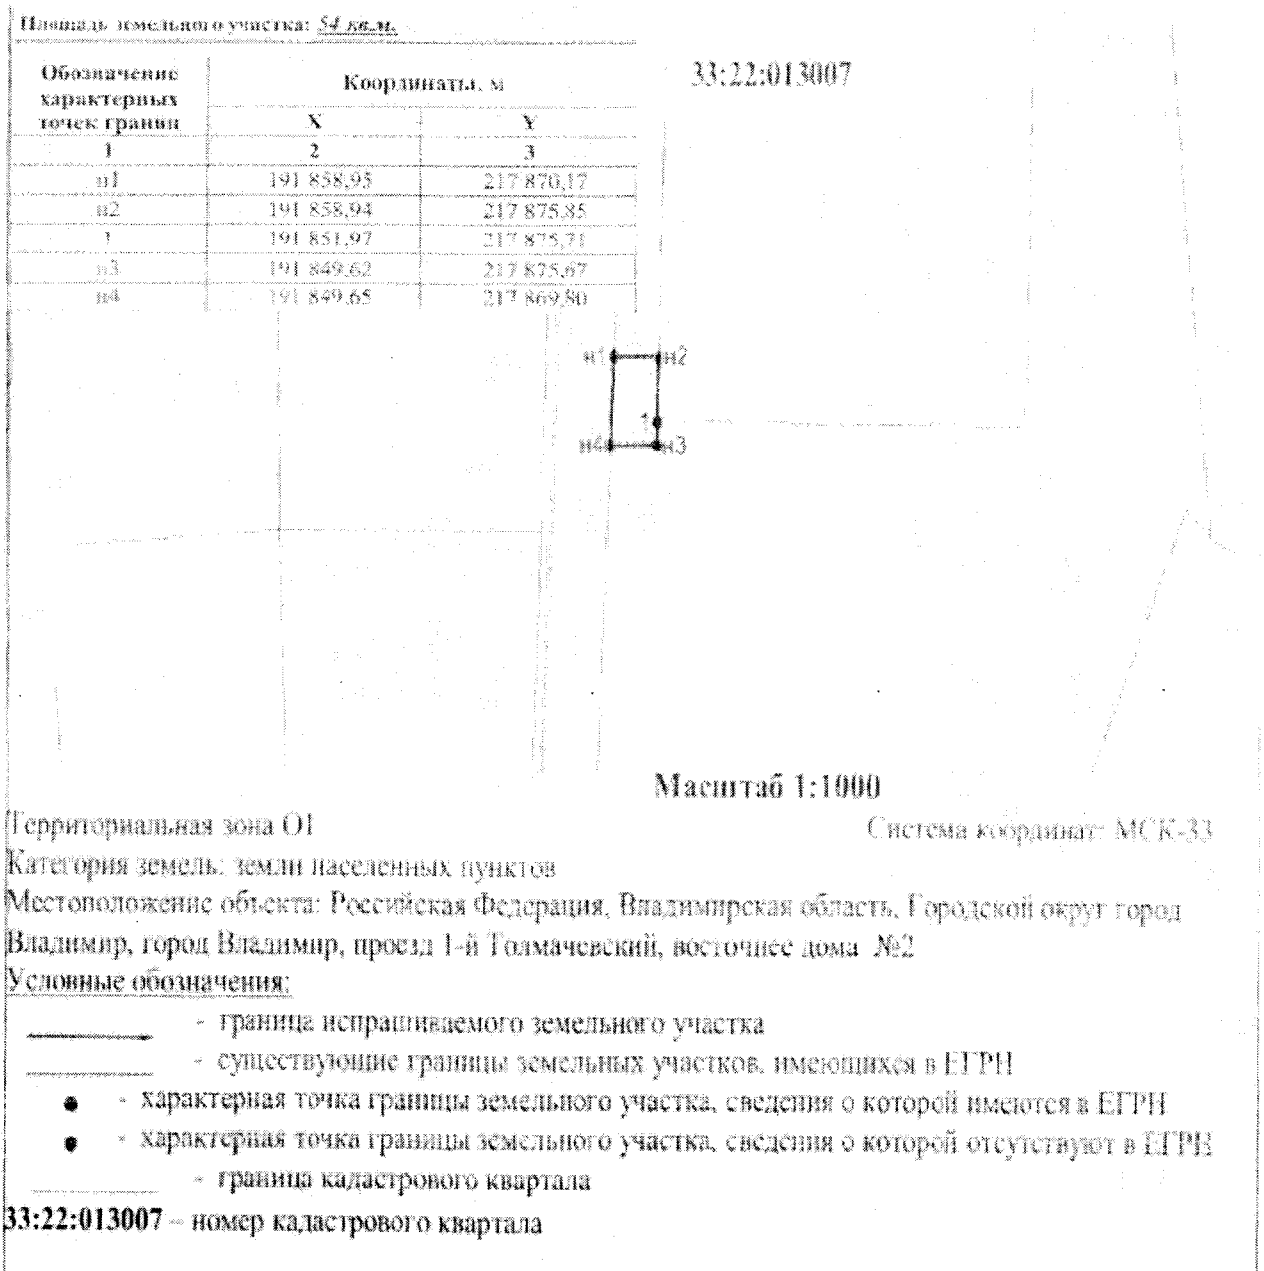 Площадь земельного участка: 54 кв.м.
Обозначение характерных точек границ Координаты, м
X Y
1 2 3
н1 191 858,95 217 870,17
н2 191 858,94 217 875,85
1 191 851,97 217 875,71
н3 191 849,62 217 875,67
н4 191 849,65 217 869,80
33:22:013007
н1 н2
1
н4 н3
Масштаб 1:1000
Территориальная зона О1
Система координат: МСК-33
Категория земель: земли населенных пунктов
Местоположение объекта: Российская Федерация, Владимирская область, Городской округ город
Владимир, город Владимир, проезд 1-й Толмачевский, восточнее дома №2
Условные обозначения:
- граница испрашиваемого земельного участка
- существующие границы земельных участков, имеющихся в ЕГРН
- характерная точка границы земельного участка, сведения о которой имеются в ЕГРН
- характерная точка границы земельного участка, сведения о которой отсутствуют в ЕГРН
- граница кадастрового квартала
33:22:013007 – номер кадастрового квартала